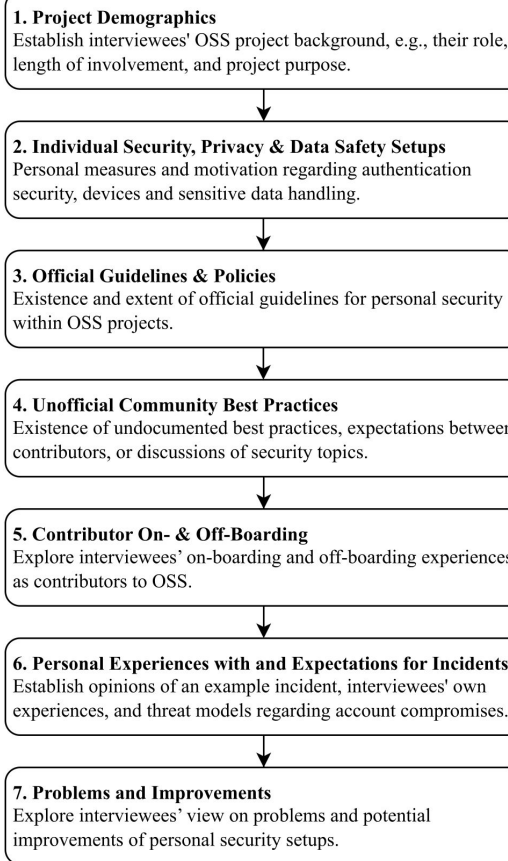 1. Project Demographics
Establish interviewees' OSS project background, e.g., their role,
length of involvement, and project purpose.
2. Individual Security, Privacy & Data Safety Setups
Personal measures and motivation regarding authentication
security, devices and sensitive data handling.
3. Official Guidelines & Policies
Existence and extent of official guidelines for personal security
within OSS projects.
4. Unofficial Community Best Practices
Existence of undocumented best practices, expectations between
contributors, or discussions of security topics.
5. Contributor On- & Off-Boarding
Explore interviewees’ on-boarding and off-boarding experiences
as contributors to OSS.
6. Personal Experiences with and Expectations for Incidents
Establish opinions of an example incident, interviewees' own
experiences, and threat models regarding account compromises.
7. Problems and Improvements
Explore interviewees’ view on problems and potential
improvements of personal security setups.